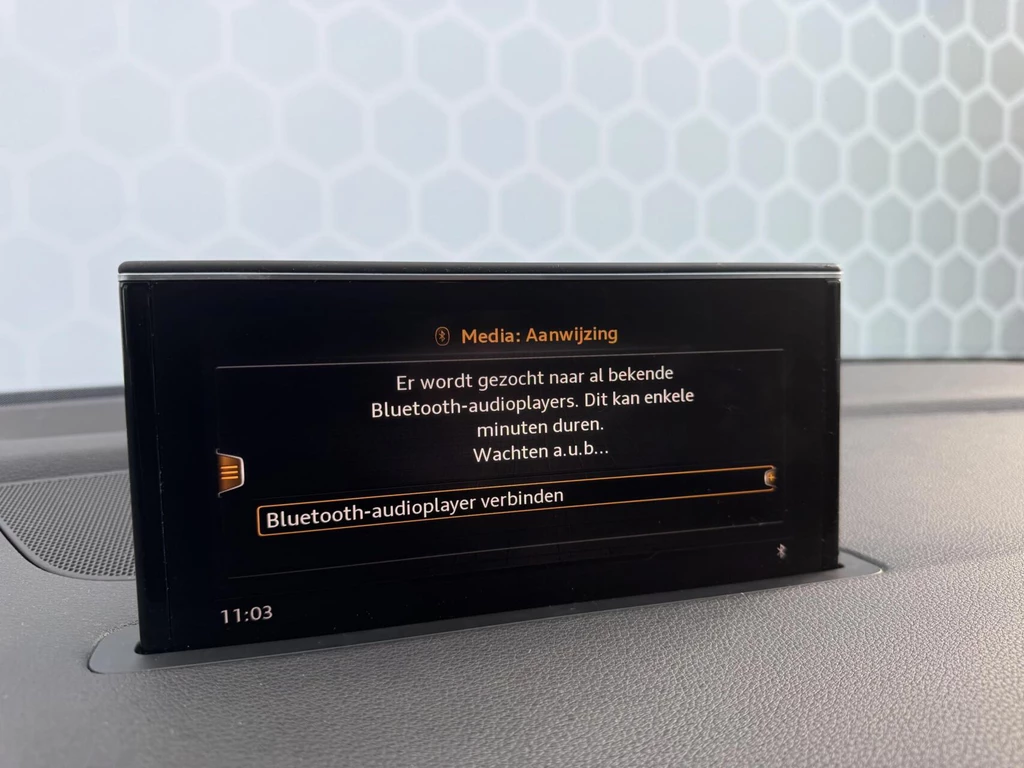 Media: Aanwijzing
Er wordt gezocht naar al bekende
Bluetooth-audioplayers. Dit kan enkele
minuten duren.
Wachten a.u.b...
Bluetooth-audioplayer verbinden
11:03